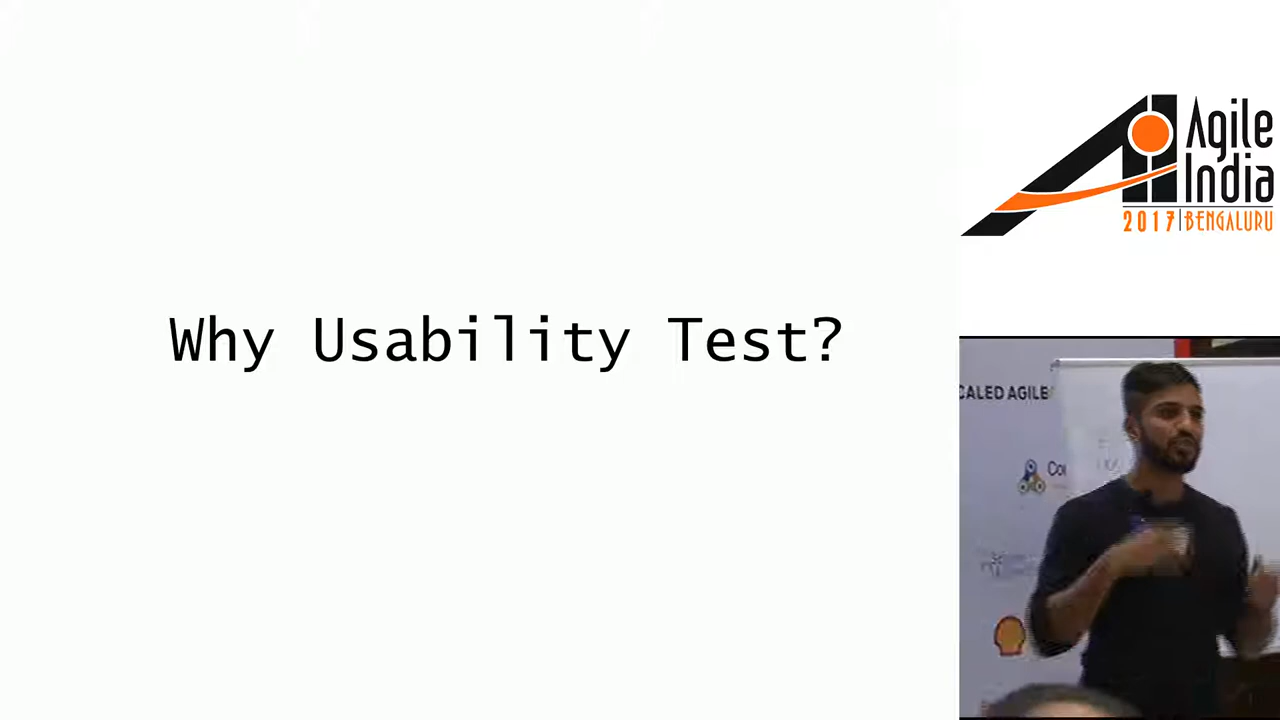 Why Usability Test?
Agile
India
2017 | BENGALURU
CALED AGILE